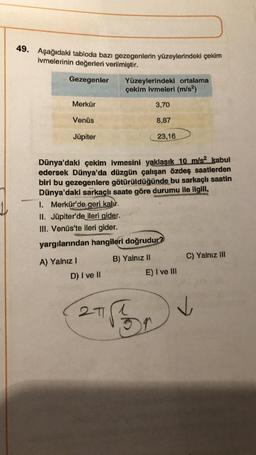 49. Aşağıdaki tabloda bazı gezegenlerin yüzeylerindeki çekim
ivmelerinin değerleri verilmiştir.
Gezegenler Yüzeylerindeki ortalama
çekim ivmeleri (m/s²)
Merkür 3,70
Venüs 8,87
Jüpiter 23,16
Dünya'daki çekim ivmesini yaklaşık 10 m/s² kabul
edersek Dünya'da düzgün çalışan özdeş saatlerden
biri bu gezegenlere götürüldüğünde bu sarkaçlı saatin
Dünya'daki sarkaçlı saate göre durumu ile ilgili,
I. Merkür'de geri kalır.
II. Jüpiter'de ileri gider.
III. Venüs'te ileri gider.
yargılarından hangileri doğrudur?
A) Yalnız I B) Yalnız II C) Yalnız III
D) I ve II E) I ve III
2π√